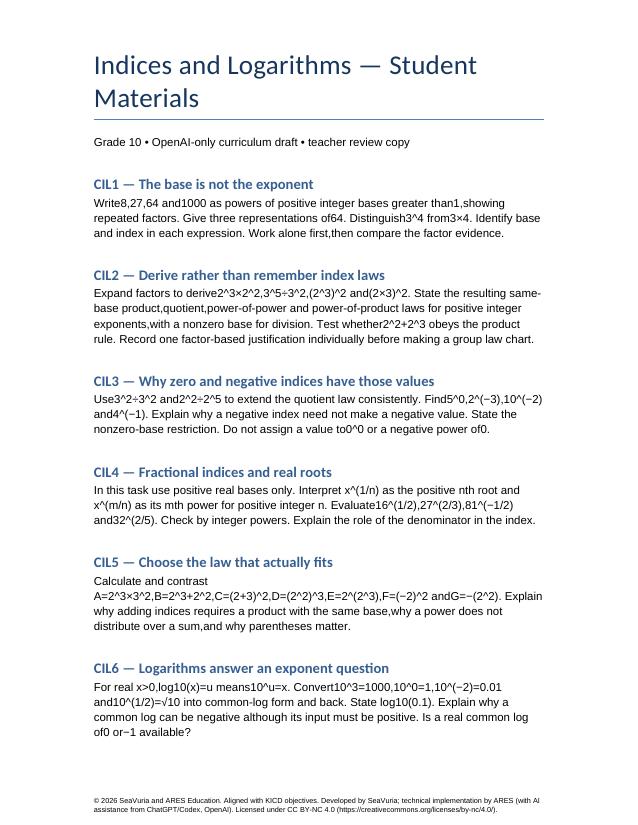 Indices and Logarithms — Student
Materials
Grade 10 • OpenAI-only curriculum draft • teacher review copy
CIL1 — The base is not the exponent
Write8,27,64 and1000 as powers of positive integer bases greater than1,showing
repeated factors. Give three representations of64. Distinguish3^4 from3×4. Identify base
and index in each expression. Work alone first,then compare the factor evidence.
CIL2 — Derive rather than remember index laws
Expand factors to derive2^3×2^2,3^5÷3^2,(2^3)^2 and(2×3)^2. State the resulting same-
base product,quotient,power-of-power and power-of-product laws for positive integer
exponents,with a nonzero base for division. Test whether2^2+2^3 obeys the product
rule. Record one factor-based justification individually before making a group law chart.
CIL3 — Why zero and negative indices have those values
Use3^2÷3^2 and2^2÷2^5 to extend the quotient law consistently. Find5^0,2^(−3),10^(−2)
and4^(−1). Explain why a negative index need not make a negative value. State the
nonzero-base restriction. Do not assign a value to0^0 or a negative power of0.
CIL4 — Fractional indices and real roots
In this task use positive real bases only. Interpret x^(1/n) as the positive nth root and
x^(m/n) as its mth power for positive integer n. Evaluate16^(1/2),27^(2/3),81^(−1/2)
and32^(2/5). Check by integer powers. Explain the role of the denominator in the index.
CIL5 — Choose the law that actually fits
Calculate and contrast
A=2^3×3^2,B=2^3+2^2,C=(2+3)^2,D=(2^2)^3,E=2^(2^3),F=(−2)^2 andG=−(2^2). Explain
why adding indices requires a product with the same base,why a power does not
distribute over a sum,and why parentheses matter.
CIL6 — Logarithms answer an exponent question
For real x>0,log10(x)=u means10^u=x. Convert10^3=1000,10^0=1,10^(−2)=0.01
and10^(1/2)=√10 into common-log form and back. State log10(0.1). Explain why a
common log can be negative although its input must be positive. Is a real common log
of0 or−1 available?
© 2026 SeaVuria and ARES Education. Aligned with KICD objectives. Developed by SeaVuria; technical implementation by ARES (with AI
assistance from ChatGPT/Codex, OpenAI). Licensed under CC BY-NC 4.0 (https://creativecommons.org/licenses/by-nc/4.0/).